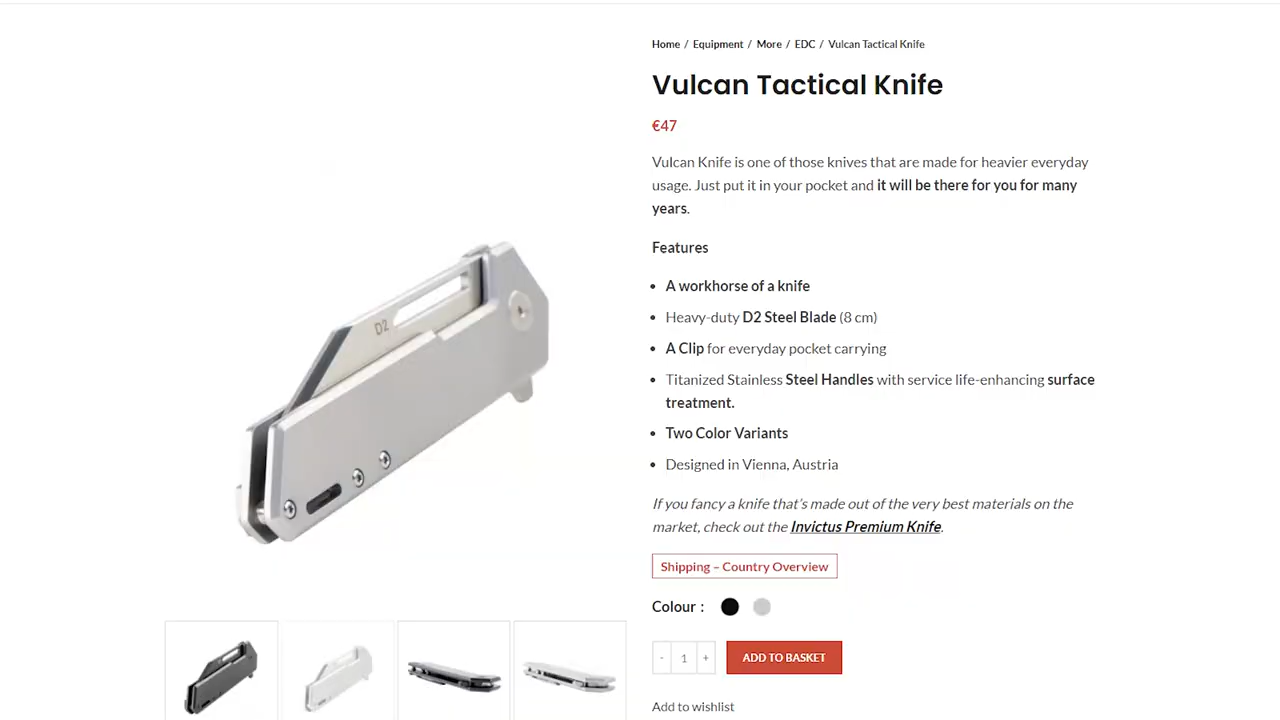 Home / Equipment / More / EDC / Vulcan Tactical Knife
Vulcan Tactical Knife
€47
Vulcan Knife is one of those knives that are made for heavier everyday
usage. Just put it in your pocket and it will be there for you for many
years.
Features
A workhorse of a knife
Heavy-duty D2 Steel Blade (8 cm)
A Clip for everyday pocket carrying
Titanized Stainless Steel Handles with service life-enhancing surface
treatment.
Two Color Variants
Designed in Vienna, Austria
If you fancy a knife that's made out of the very best materials on the
market, check out the Invictus Premium Knife.
Shipping – Country Overview
Colour :
- 1 +
ADD TO BASKET
Add to wishlist
D2